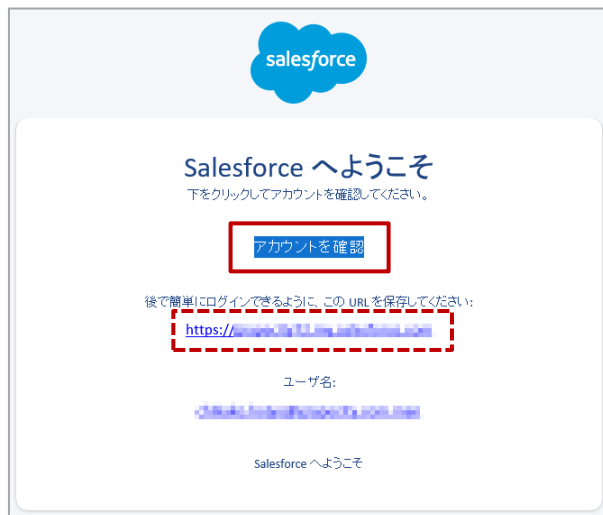 salesforce
Salesforce へようこそ
下をクリックしてアカウントを確認してください。
アカウントを確認
後で簡単にログインできるように、この URL を保存してください:
https://
ユーザ名:
Salesforce へようこそ